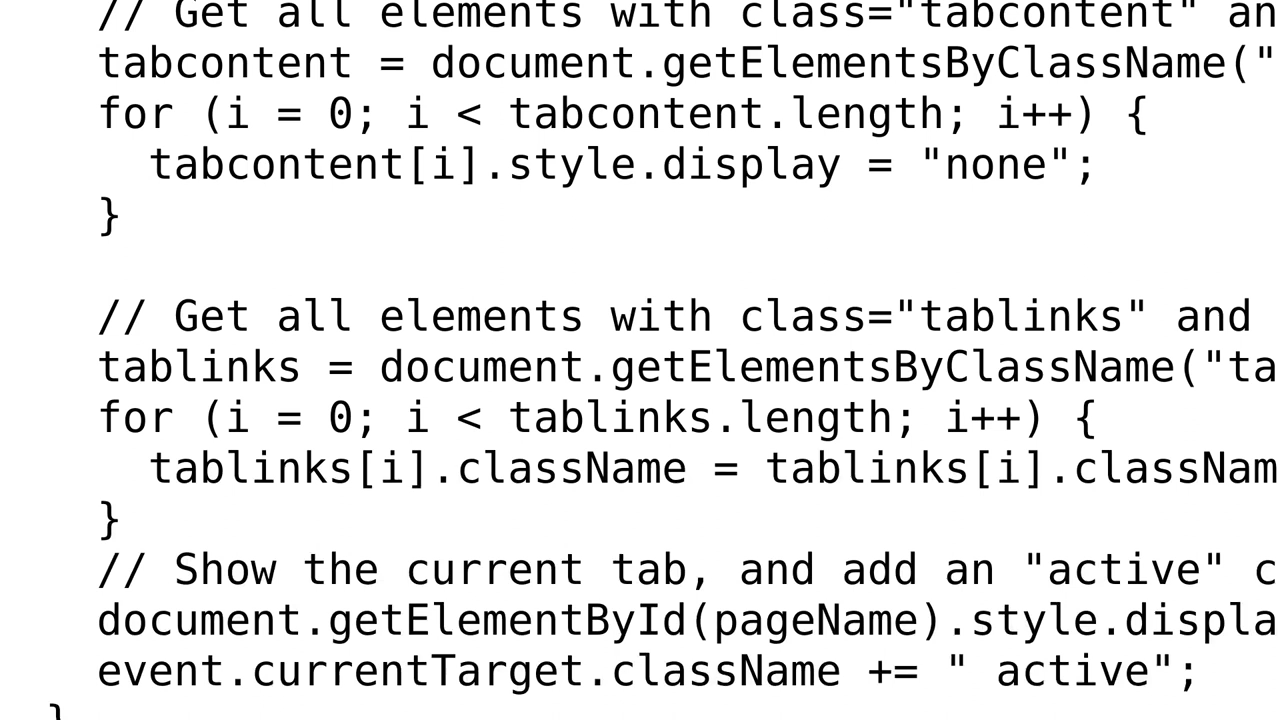 // Get all elements with class="tabcontent" an
tabcontent = document.getElementsByClassName("
for (i = 0; i < tabcontent.length; i++) {
  tabcontent[i].style.display = "none";
}

// Get all elements with class="tablinks" and
tablinks = document.getElementsByClassName("ta
for (i = 0; i < tablinks.length; i++) {
  tablinks[i].className = tablinks[i].classNam
}
// Show the current tab, and add an "active" c
document.getElementById(pageName).style.displa
event.currentTarget.className += " active";
}